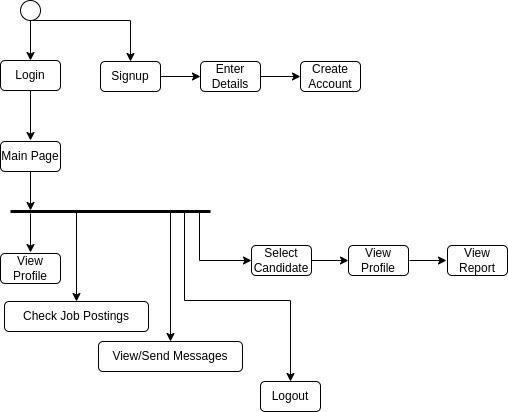 Login
Signup
Enter
Details
Create
Account
Main Page
View
Profile
Select
Candidate
View
Profile
View
Report
Check Job Postings
View/Send Messages
Logout